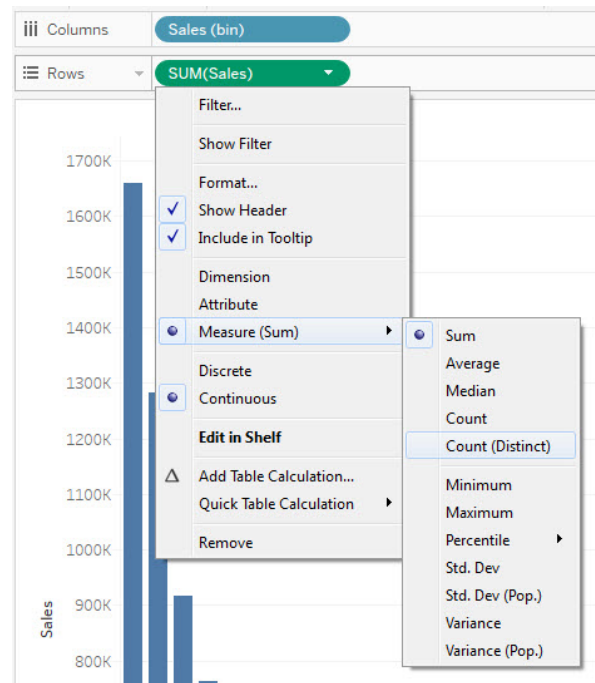 Columns
Sales (bin)
Rows
SUM(Sales)
Filter...
Show Filter
Format...
Show Header
Include in Tooltip
Dimension
Attribute
Measure (Sum)
Discrete
Continuous
Edit in Shelf
Add Table Calculation...
Quick Table Calculation
Remove
Sum
Average
Median
Count
Count (Distinct)
Minimum
Maximum
Percentile
Std. Dev
Std. Dev (Pop.)
Variance
Variance (Pop.)
1700K
1600K
1500K
1400K
1300K
1200K
1100K
1000K
900K
800K
Sales